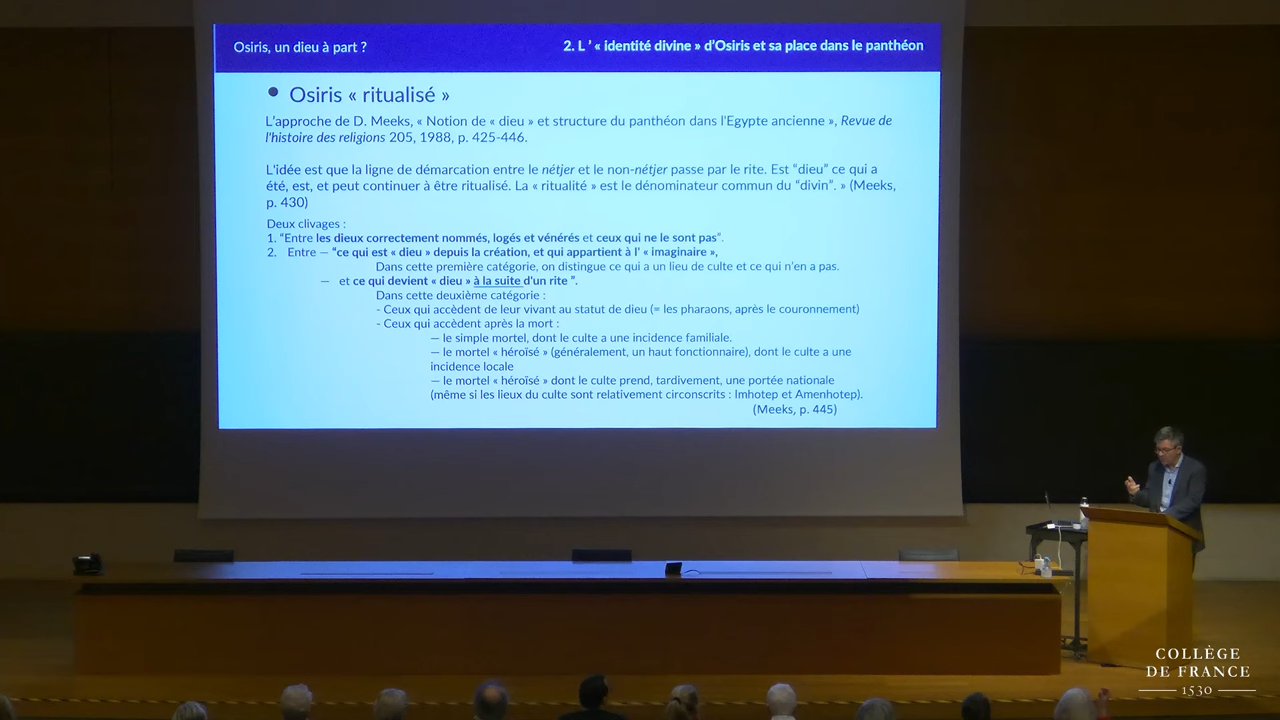 Osiris, un dieu à part ?
2. L ' « identité divine » d'Osiris et sa place dans le panthéon
• Osiris « ritualisé »
L'approche de D. Meeks, « Notion de « dieu » et structure du panthéon dans l'Egypte ancienne », Revue de
l'histoire des religions 205, 1988, p. 425-446.
L'idée est que la ligne de démarcation entre le nétjer et le non-nétjer passe par le rite. Est "dieu" ce qui a
été, est, et peut continuer à être ritualisé. La « ritualité » est le dénominateur commun du "divin". » (Meeks,
p. 430)
Deux clivages :
1. "Entre les dieux correctement nommés, logés et vénérés et ceux qui ne le sont pas".
2. Entre — "ce qui est « dieu » depuis la création, et qui appartient à l' « imaginaire »,
Dans cette première catégorie, on distingue ce qui a un lieu de culte et ce qui n'en a pas.
— et ce qui devient « dieu » à la suite d'un rite ".
Dans cette deuxième catégorie :
- Ceux qui accèdent de leur vivant au statut de dieu (= les pharaons, après le couronnement)
- Ceux qui accèdent après la mort :
— le simple mortel, dont le culte a une incidence familiale.
— le mortel « héroïsé » (généralement, un haut fonctionnaire), dont le culte a une
incidence locale
— le mortel « héroïsé » dont le culte prend, tardivement, une portée nationale
(même si les lieux du culte sont relativement circonscrits : Imhotep et Amenhotep).
(Meeks, p. 445)
COLLÈGE
DE FRANCE
1530